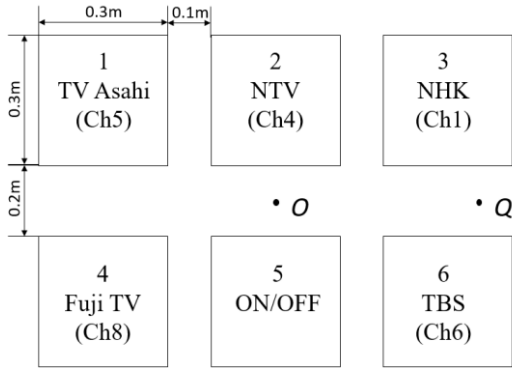 0.3m
0.1m
0.3m
1
TV Asahi
(Ch5)
2
NTV
(Ch4)
3
NHK
(Ch1)
0.2m
O
Q
4
Fuji TV
(Ch8)
5
ON/OFF
6
TBS
(Ch6)